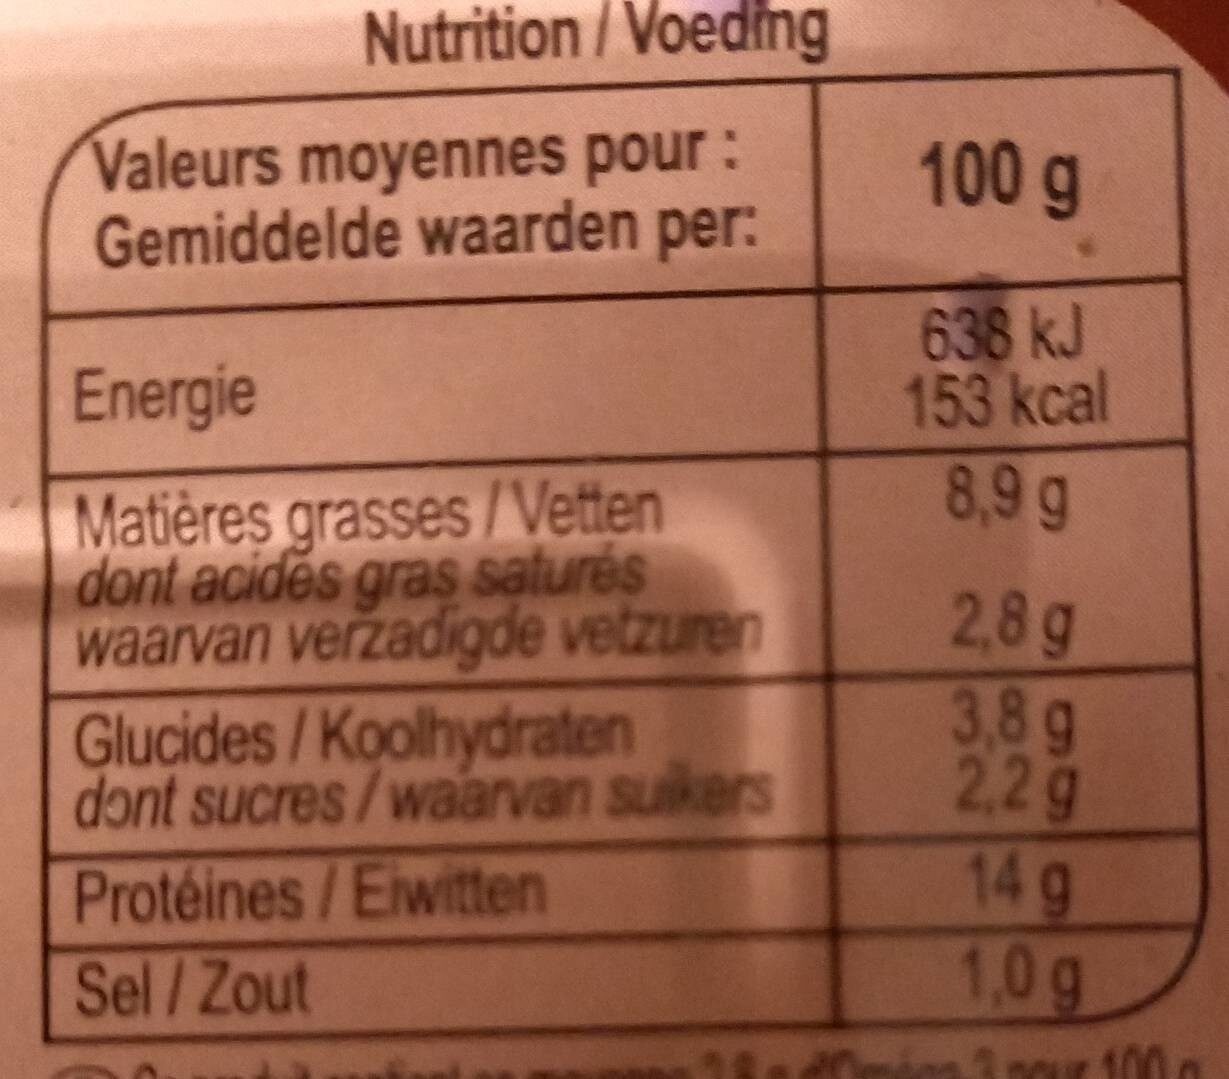 Nutrition / Voeding
Valeurs moyennes pour :
Gemiddelde waarden per:
100 g
Energie
638 kJ
153 kcal
Matières grasses / Vetten
8,9 g
dont acides gras saturés
waarvan verzadigde vetzuren
2,8 g
Glucides / Koolhydraten
3,8 g
dont sucres / waarvan suikers
2,2 g
Protéines / Eiwitten
14 g
Sel / Zout
1,0 g
pour 100 g